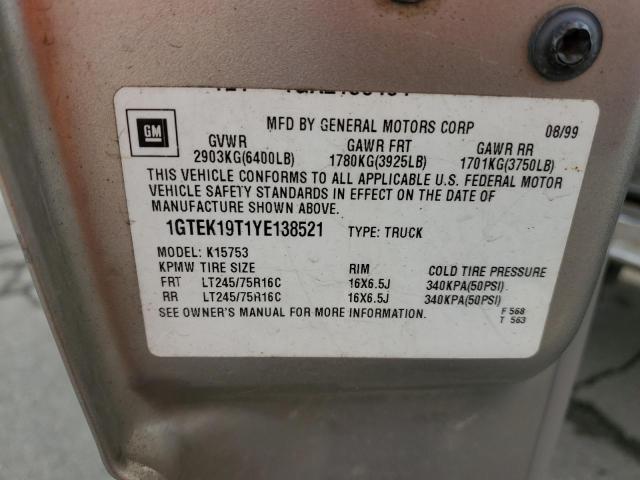 GM
MFD BY GENERAL MOTORS CORP 08/99
GVWR GAWR FRT GAWR RR
2903KG(6400LB) 1780KG(3925LB) 1701KG(3750LB)
THIS VEHICLE CONFORMS TO ALL APPLICABLE U.S. FEDERAL MOTOR
VEHICLE SAFETY STANDARDS IN EFFECT ON THE DATE OF
MANUFACTURE SHOWN ABOVE.
1GTEK19T1YE138521 TYPE: TRUCK
MODEL: K15753
KPMW TIRE SIZE RIM COLD TIRE PRESSURE
FRT LT245/75R16C 16X6.5J 340KPA(50PSI)
RR LT245/75R16C 16X6.5J 340KPA(50PSI)
SEE OWNER'S MANUAL FOR MORE INFORMATION.
F 568
T 563